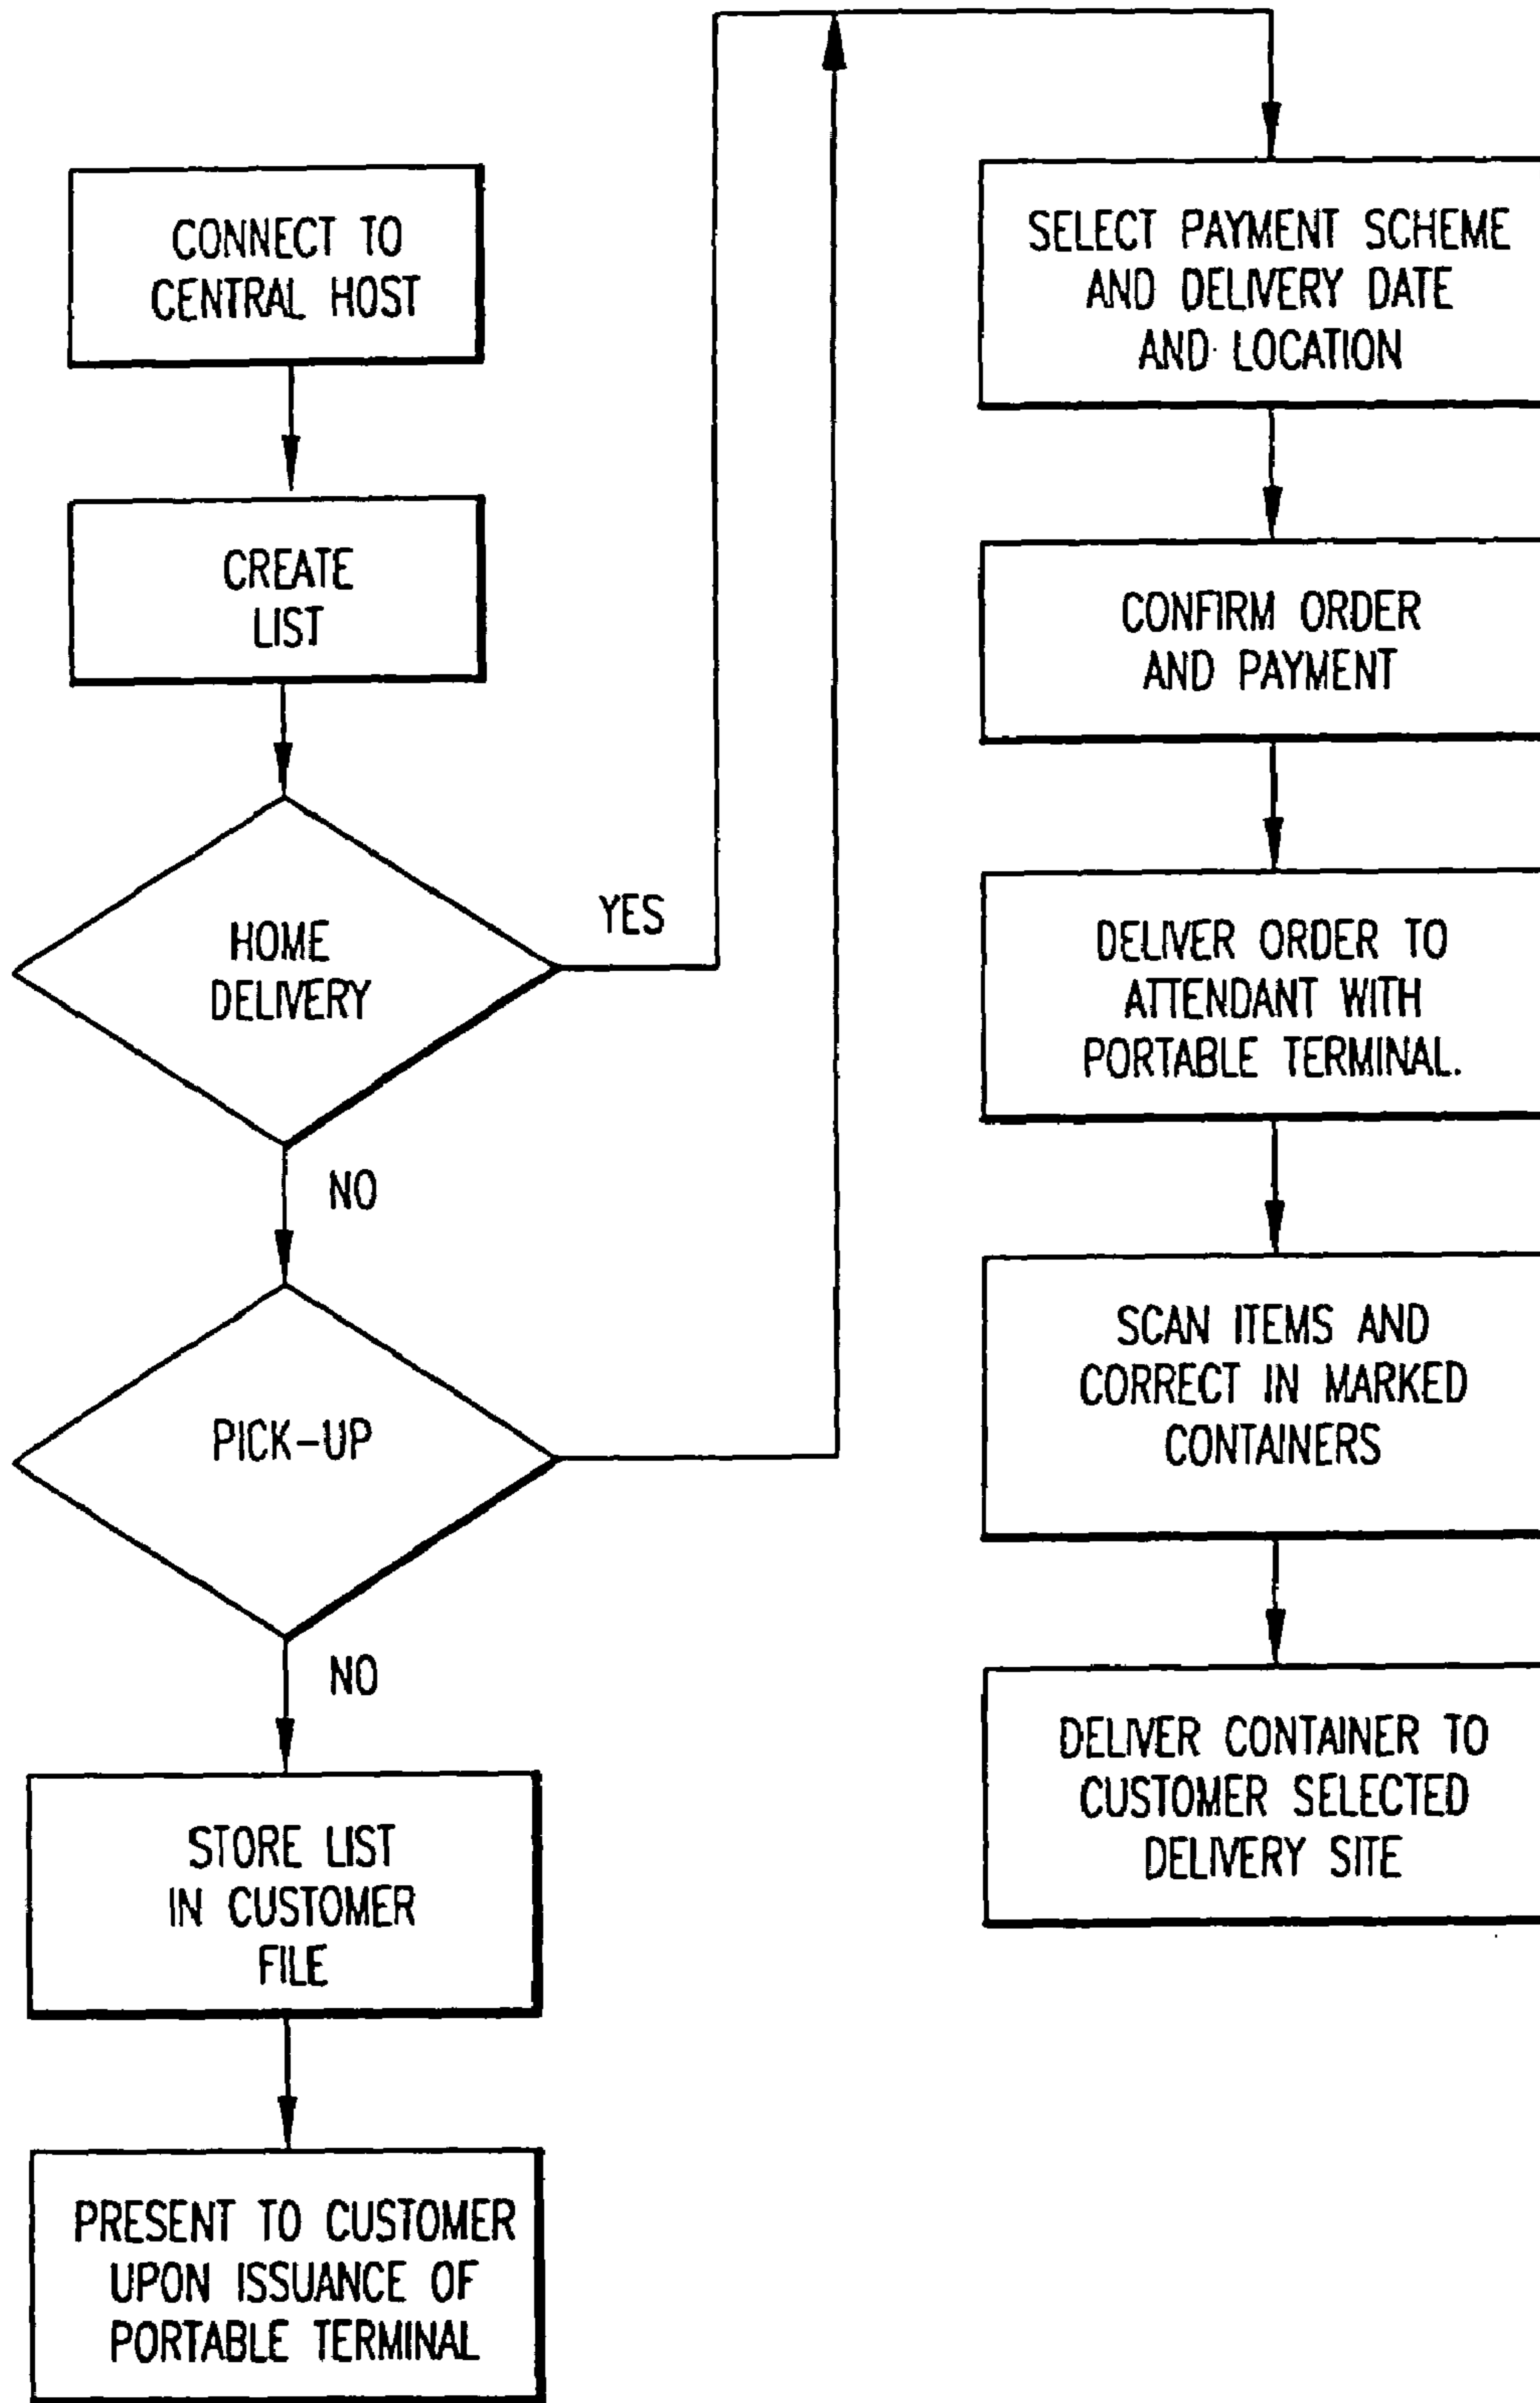 CONNECT TO
CENTRAL HOST
CREATE
LIST
HOME
DELIVERY
YES
NO
PICK-UP
NO
STORE LIST
IN CUSTOMER
FILE
PRESENT TO CUSTOMER
UPON ISSUANCE OF
PORTABLE TERMINAL
SELECT PAYMENT SCHEME
AND DELIVERY DATE
AND LOCATION
CONFIRM ORDER
AND PAYMENT
DELIVER ORDER TO
ATTENDANT WITH
PORTABLE TERMINAL.
SCAN ITEMS AND
CORRECT IN MARKED
CONTAINERS
DELIVER CONTAINER TO
CUSTOMER SELECTED
DELIVERY SITE